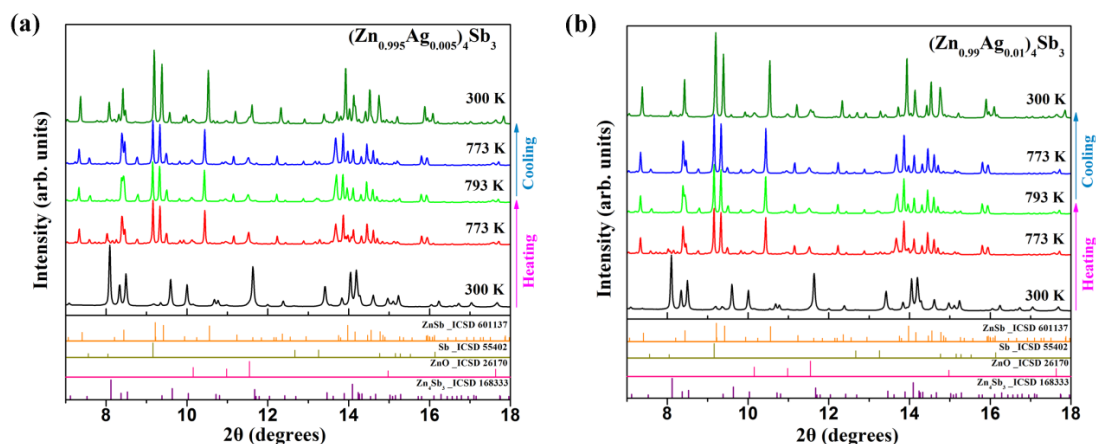 (a)
(Zn0.995Ag0.005)4Sb3
Intensity (arb. units)
300 K
773 K
793 K
773 K
300 K
Cooling
Heating
ZnSb _ICSD 601137
Sb _ICSD 55402
ZnO _ICSD 26170
Zn4Sb3 _ICSD 168333
8 10 12 14 16 18
2θ (degrees)
(b)
(Zn0.99Ag0.01)4Sb3
Intensity (arb. units)
300 K
773 K
793 K
773 K
300 K
Cooling
Heating
ZnSb _ICSD 601137
Sb _ICSD 55402
ZnO _ICSD 26170
Zn4Sb3 _ICSD 168333
8 10 12 14 16 18
2θ (degrees)